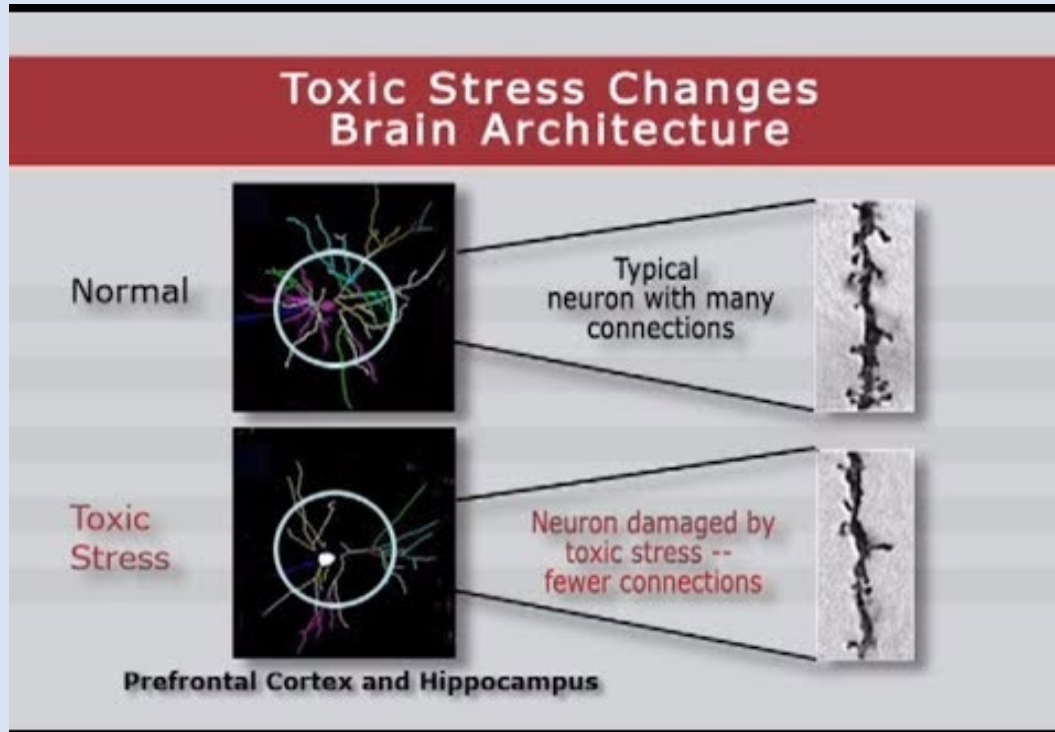 Toxic Stress Changes
Brain Architecture
Normal
Typical
neuron with many
connections
Toxic
Stress
Neuron damaged by
toxic stress --
fewer connections
Prefrontal Cortex and Hippocampus